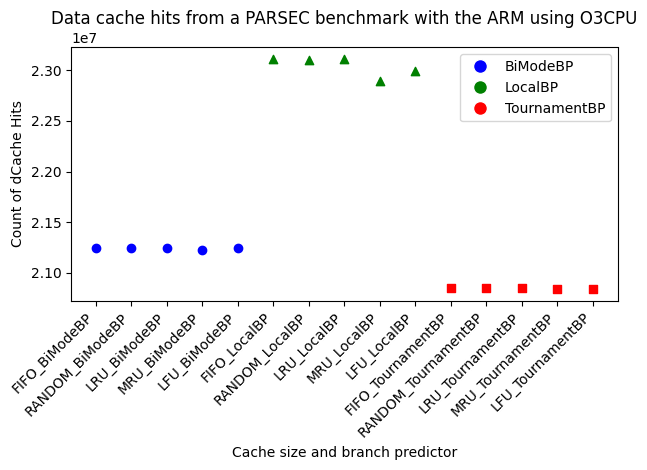 Data cache hits from a PARSEC benchmark with the ARM using O3CPU
1e7
2.30
2.25
2.20
2.15
2.10
Count of dCache Hits
BiModeBP
LocalBP
TournamentBP
FIFO_BiModeBP
RANDOM_BiModeBP
LRU_BiModeBP
MRU_BiModeBP
LFU_BiModeBP
FIFO_LocalBP
RANDOM_LocalBP
LRU_LocalBP
MRU_LocalBP
LFU_LocalBP
FIFO_TournamentBP
RANDOM_TournamentBP
LRU_TournamentBP
MRU_TournamentBP
LFU_TournamentBP
Cache size and branch predictor